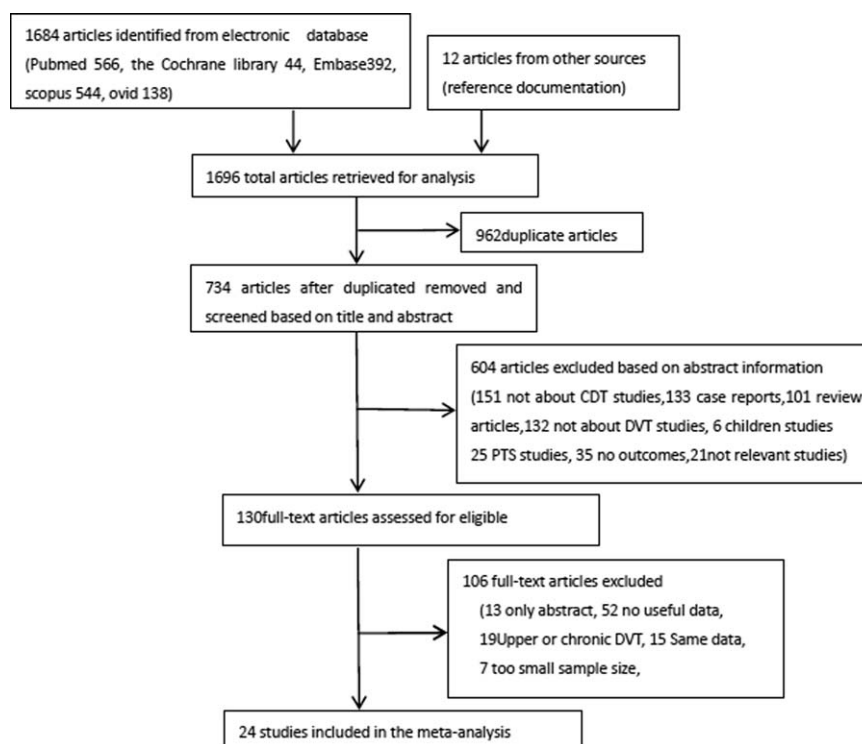 1684 articles identified from electronic database
(Pubmed 566, the Cochrane library 44, Embase392,
scopus 544, ovid 138)
12 articles from other sources
(reference documentation)
1696 total articles retrieved for analysis
962duplicate articles
734 articles after duplicated removed and
screened based on title and abstract
604 articles excluded based on abstract information
(151 not about CDT studies,133 case reports,101 review
articles,132 not about DVT studies, 6 children studies
25 PTS studies, 35 no outcomes,21not relevant studies)
130full-text articles assessed for eligible
106 full-text articles excluded
(13 only abstract, 52 no useful data,
19Upper or chronic DVT, 15 Same data,
7 too small sample size,
24 studies included in the meta-analysis